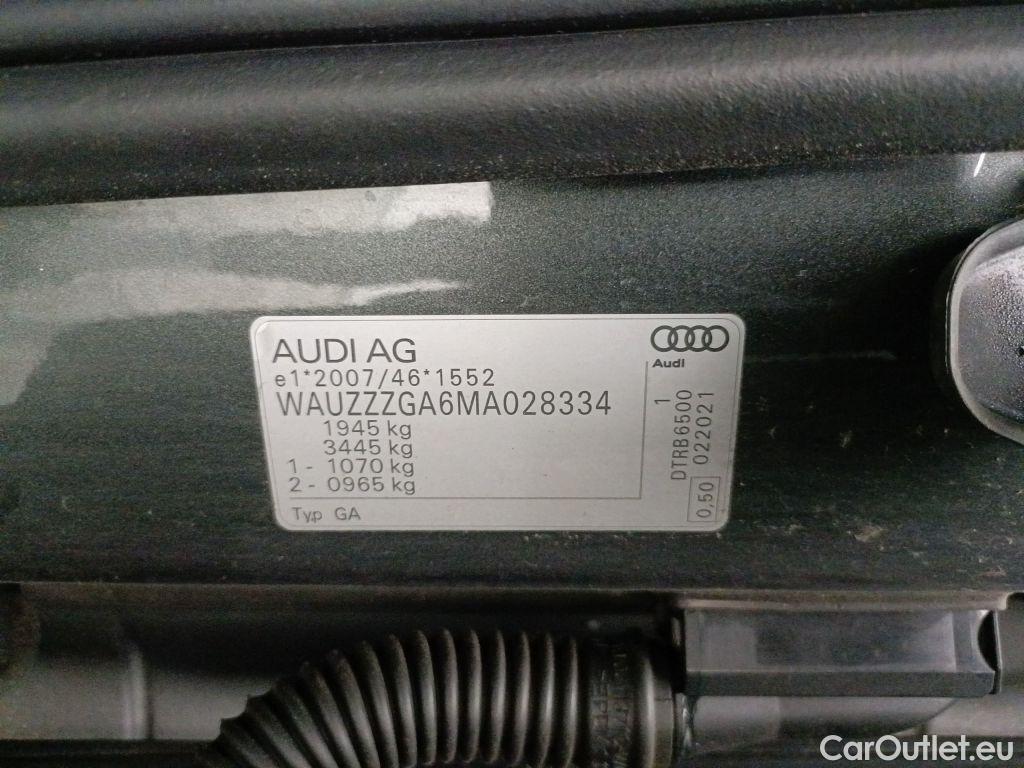 AUDI AG
e1*2007/46*1552
WAUZZZGA6MA028334
1945 kg
3445 kg
1 - 1070 kg
2 - 0965 kg
Typ GA
Audi
1
DTRB6500
022021
0,50
CarOutlet.eu